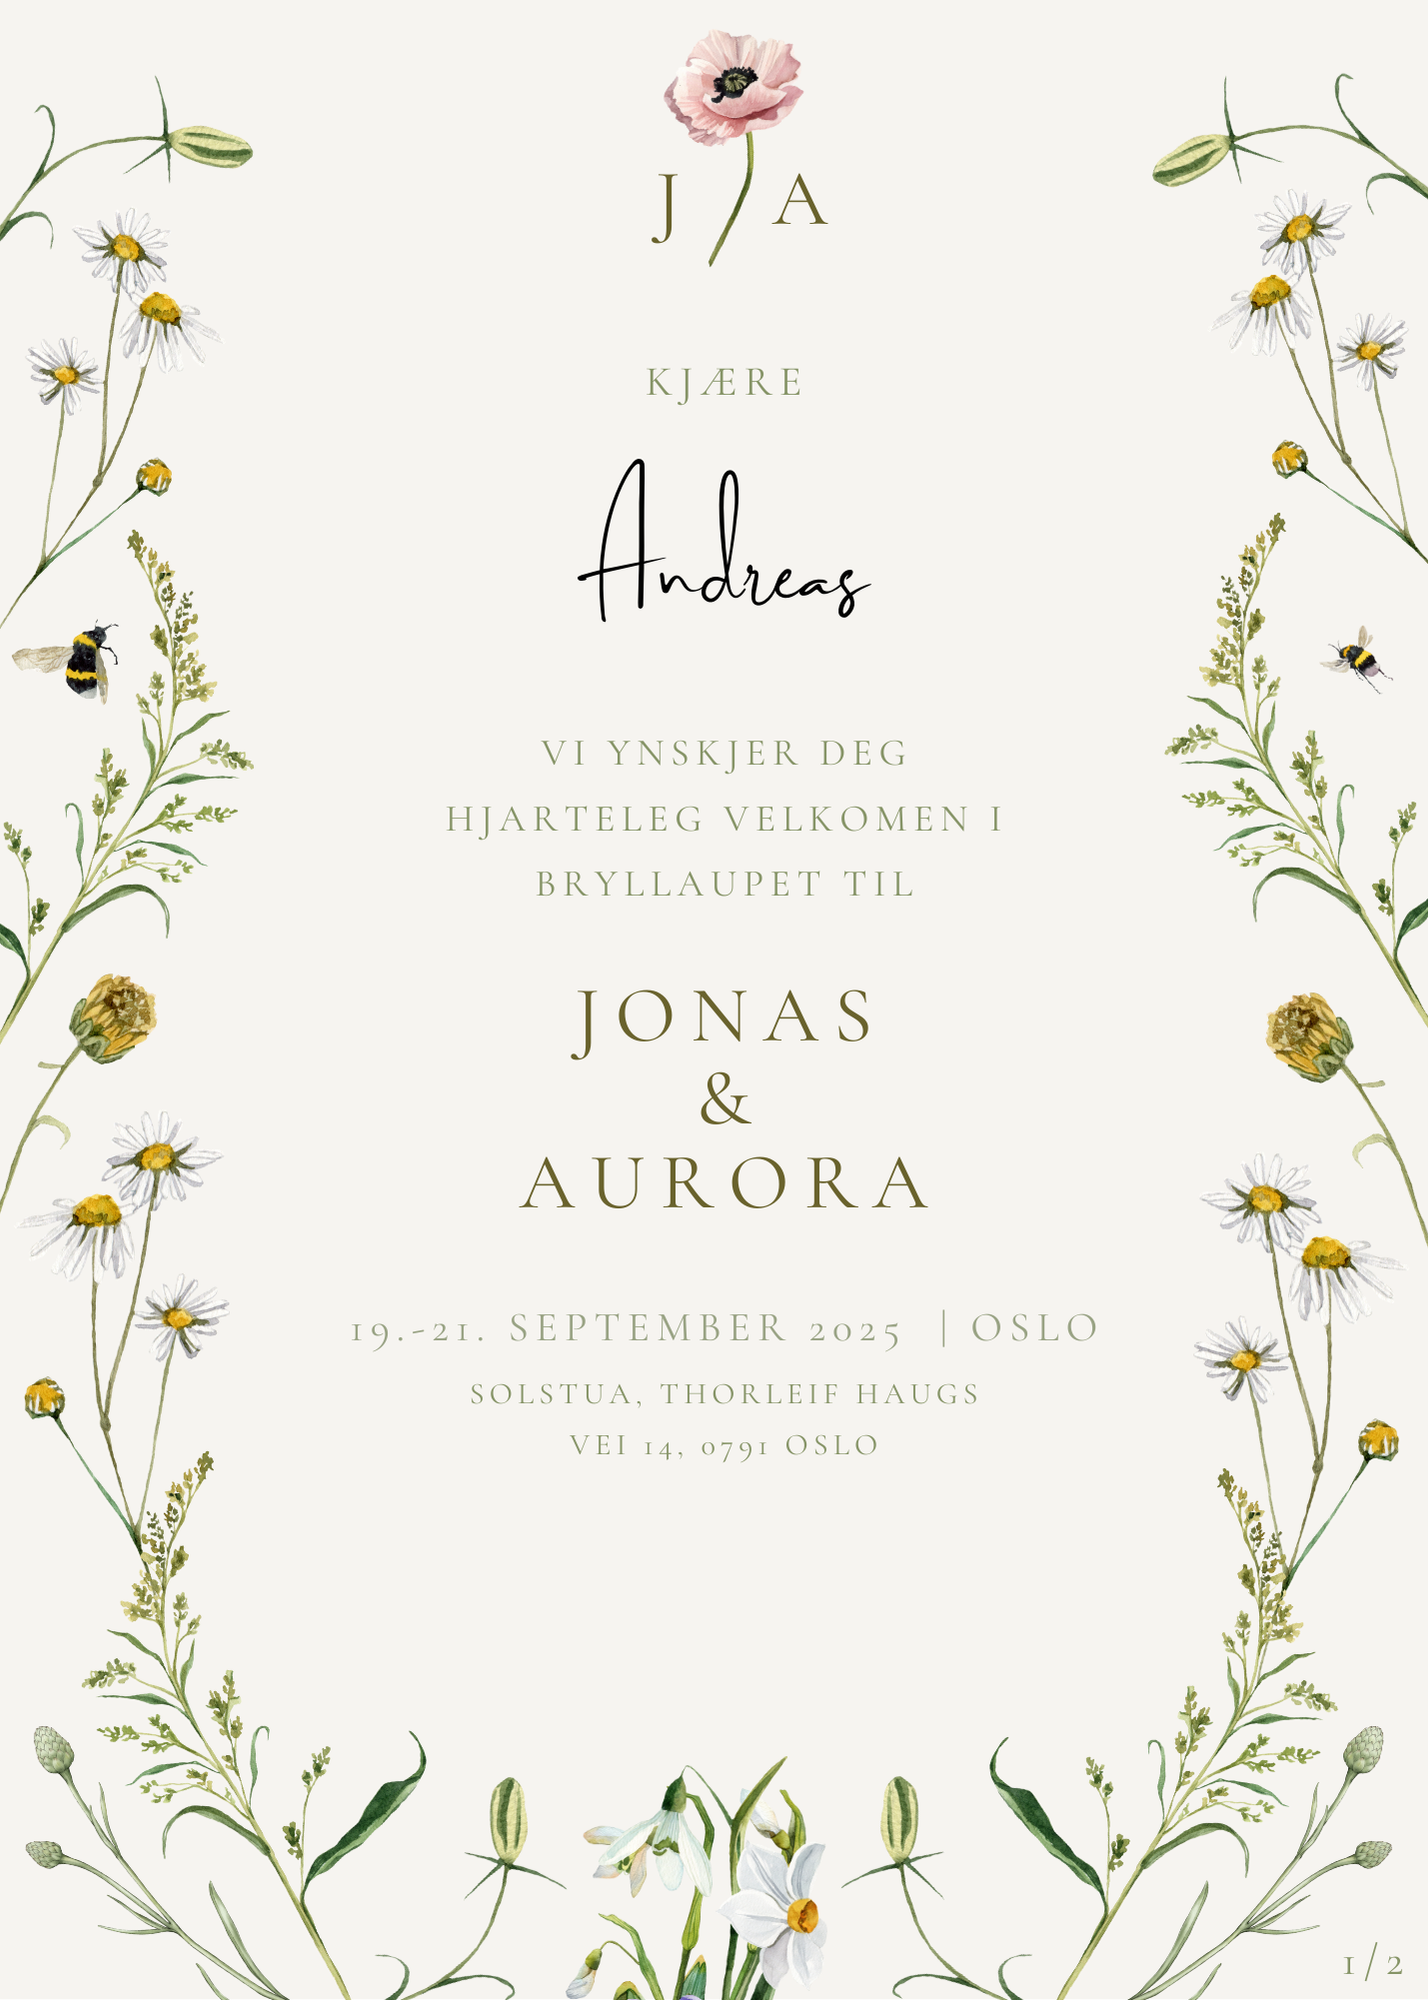 J A
KJÆRE
Andreas
VI YNSKJER DEG
HJARTELEG VELKOMEN I
BRYLLAUPET TIL
JONAS
&
AURORA
19.-21. SEPTEMBER 2025 | OSLO
SOLSTUA, THORLEIF HAUGS
VEI 14, 0791 OSLO
1/2